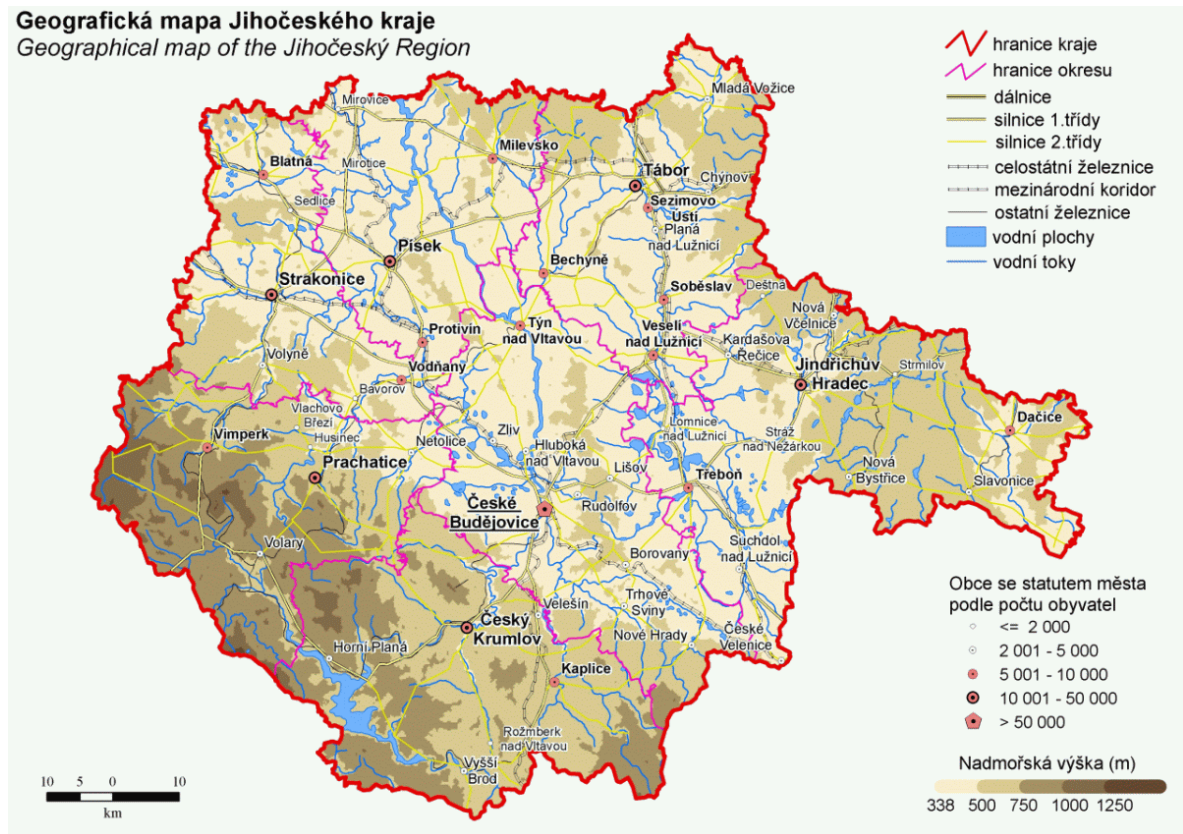 Geografická mapa Jihočeského kraje
Geographical map of the Jihočeský Region
hranice kraje
hranice okresu
dálnice
silnice 1.třídy
silnice 2.třídy
celostátní železnice
mezinárodní koridor
ostatní železnice
vodní plochy
vodní toky
Mladá Vožice
Mirovice
Milevsko
Blatná
Mirotice
Tábor
Chýnov
Sedlice
Sezimovo
Ústí
Planá
nad Lužnicí
Písek
Bechyně
Strakonice
Soběslav
Deštná
Nová
Včelnice
Protivín
Týn
nad Vltavou
Veselí
nad Lužnicí
Kardašova
Řečice
Volyně
Vodňany
Jindřichův
Hradec
Strmilov
Bavorov
Vlachovo
Březí
Husinec
Netolice
Zliv
Lomnice
nad Lužnicí
Stráž
nad Nežárkou
Dačice
Vimperk
Hluboká
nad Vltavou
Lišov
Prachatice
Třeboň
Nová
Bystřice
Slavonice
České
Budějovice
Rudolfov
Volary
Borovany
Suchdol
nad Lužnicí
Trhové
Sviny
Velešín
Český
Krumlov
Nové Hrady
České
Velenice
Horní Planá
Kaplice
Rožmberk
nad Vltavou
Vyšší
Brod
Obce se statutem města
podle počtu obyvatel
<= 2 000
2 001 - 5 000
5 001 - 10 000
10 001 - 50 000
> 50 000
Nadmořská výška (m)
338 500 750 1000 1250
10 5 0 10
km